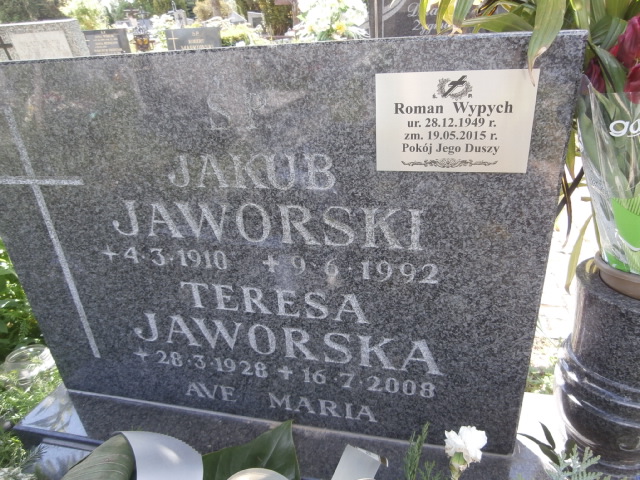 Ś P
JAKUB
JAWORSKI
+4·3·1910 +9·6·1992
TERESA
JAWORSKA
+28·3·1928 +16·7·2008
AVE MARIA
Roman Wypych
ur. 28.12.1949 r.
zm. 19.05.2015 r.
Pokój Jego Duszy